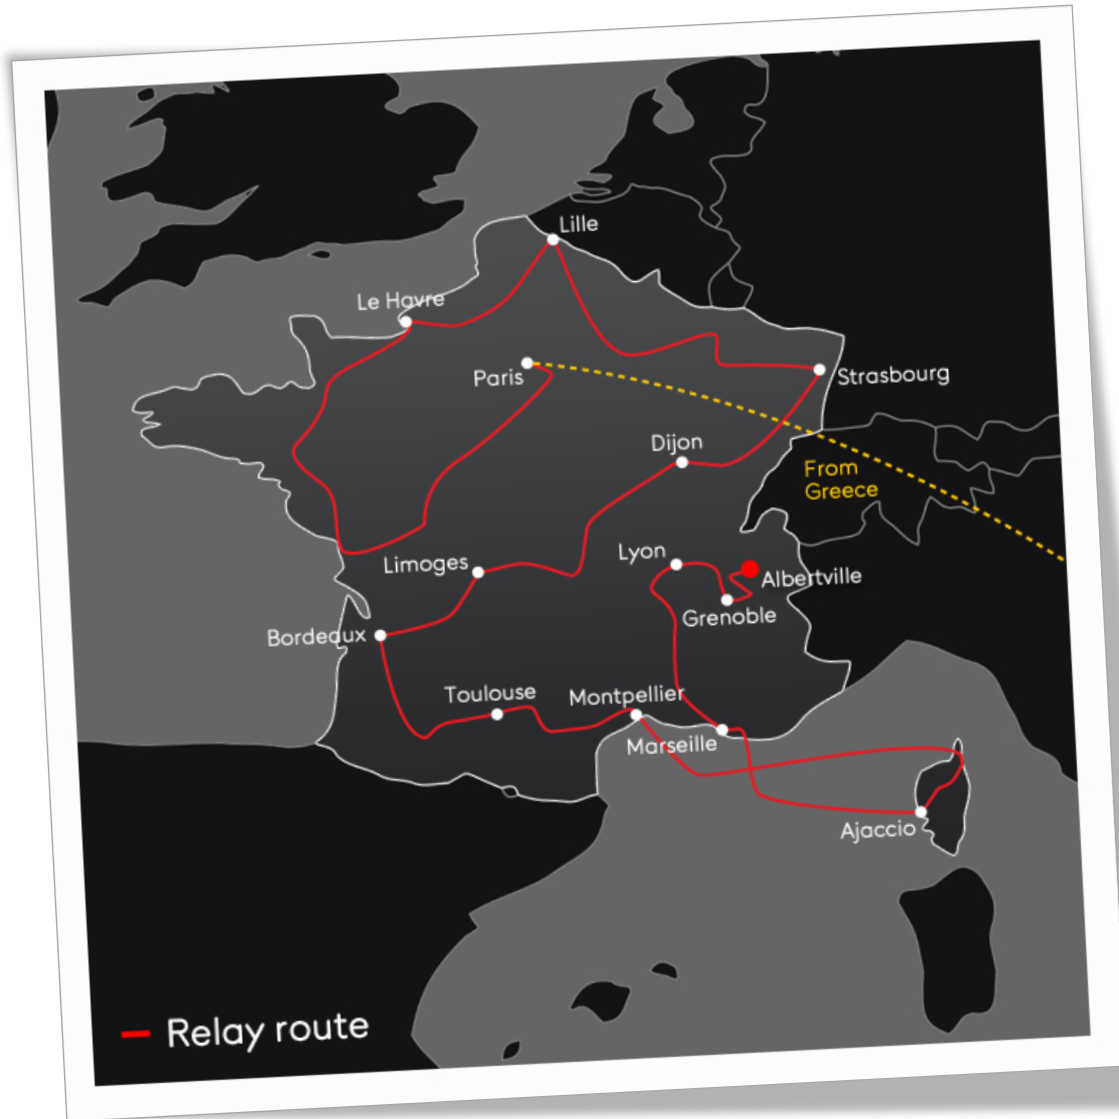 Lille
Le Havre
Paris
Strasbourg
Dijon
From
Greece
Lyon
Limoges
Albertville
Grenoble
Bordeaux
Toulouse
Montpellier
Marseille
Ajaccio
Relay route